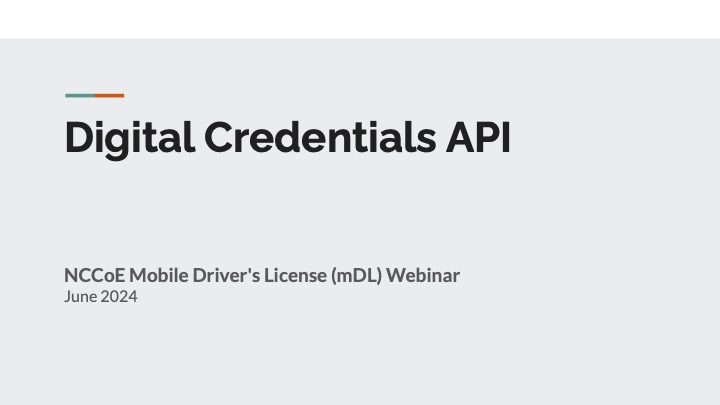 Digital Credentials API
NCCoE Mobile Driver's License (mDL) Webinar
June 2024